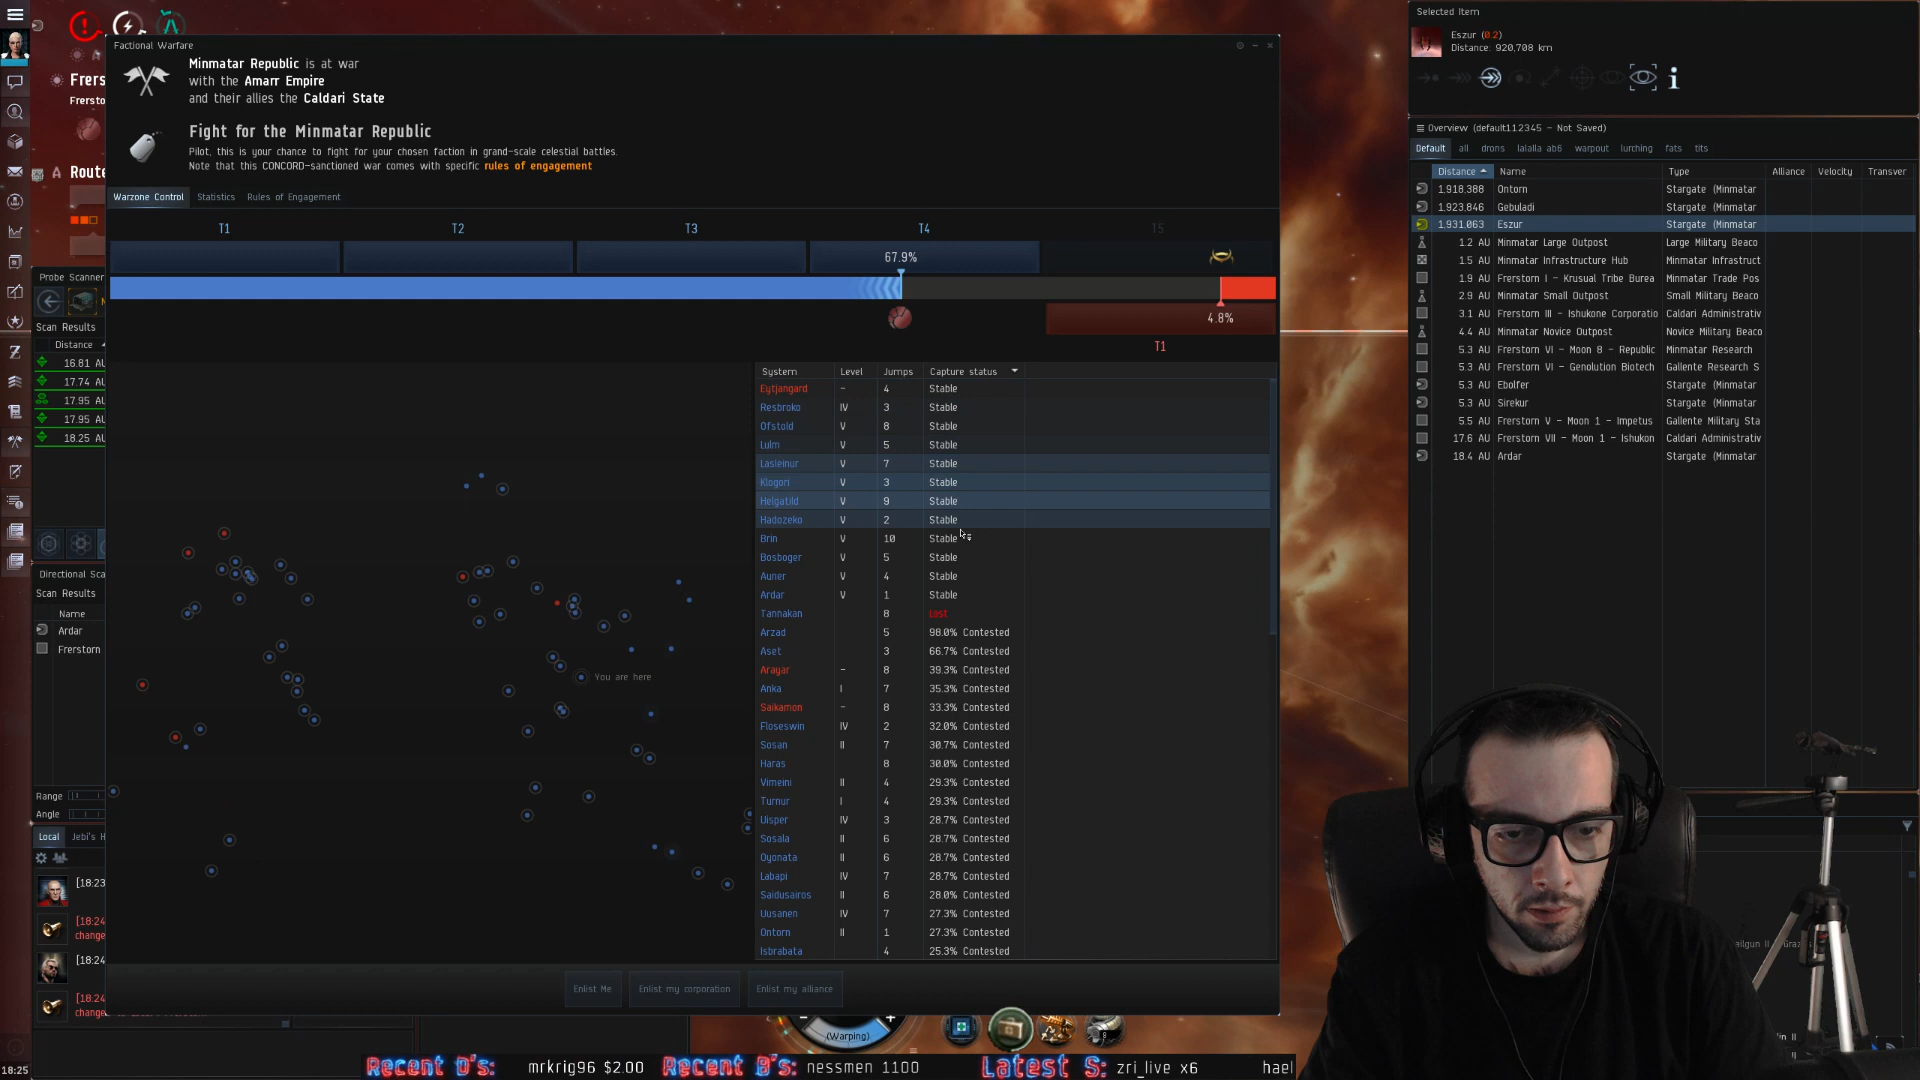 Factional Warfare
Minmatar Republic is at war
with the Amarr Empire
and their allies the Caldari State
Fight for the Minmatar Republic
Pilot, this is your chance to fight for your chosen faction in grand-scale celestial battles.
Note that this CONCORD-sanctioned war comes with specific rules of engagement
Warzone Control Statistics Rules of Engagement
T1 T2 T3 T4 T5
67.9%
4.8%
T1
System Level Jumps Capture status
Eytjangard – 4 Stable
Resbroko IV 3 Stable
Ofstold V 8 Stable
Lulm V 5 Stable
Lasleinur V 7 Stable
Klogori V 3 Stable
Helgatild V 9 Stable
Hadozeko V 2 Stable
Brin V 10 Stable
Bosboger V 5 Stable
Auner V 4 Stable
Ardar V 1 Stable
Tannakan 8 Lost
Arzad 5 98.0% Contested
Aset 3 66.7% Contested
Arayar – 8 39.3% Contested
Anka I 7 35.3% Contested
Saikamon – 8 33.3% Contested
Floseswin IV 2 32.0% Contested
Sosan II 7 30.7% Contested
Haras 8 30.0% Contested
Vimeini II 4 29.3% Contested
Turnur I 4 29.3% Contested
Uisper IV 3 28.7% Contested
Sosala II 6 28.7% Contested
Oyonata II 6 28.7% Contested
Labapi IV 7 28.7% Contested
Saidusairos II 6 28.0% Contested
Uusanen IV 7 27.3% Contested
Ontorn II 1 27.3% Contested
Isbrabata 4 25.3% Contested
You are here
Enlist Me Enlist my corporation Enlist my alliance
Frers
Frersto
A Route
Probe Scanner
Scan Results
Distance
16.81 AU
17.74 AU
17.95 AU
17.95 AU
18.25 AU
Directional Sca
Scan Results
Name
Ardar
Frerstorn
Range
Angle
Local Jebi's H
[18:23
[18:24
change
[18:24
[18:24
change
18:25
Selected Item
Eszur (0.2)
Distance: 920,708 km
Overview (default112345 – Not Saved)
Default all drons lalalla ab6 warpout lurching fats tits
Distance Name Type Alliance Velocity Transver
1.918.388 Ontorn Stargate (Minmatar
1.923.846 Gebuladi Stargate (Minmatar
1.931.063 Eszur Stargate (Minmatar
1.2 AU Minmatar Large Outpost Large Military Beaco
1.5 AU Minmatar Infrastructure Hub Minmatar Infrastruct
1.9 AU Frerstorn I – Krusual Tribe Burea Minmatar Trade Pos
2.9 AU Minmatar Small Outpost Small Military Beaco
3.1 AU Frerstorn III – Ishukone Corporatio Caldari Administrativ
4.4 AU Minmatar Novice Outpost Novice Military Beaco
5.3 AU Frerstorn VI – Moon 8 – Republic Minmatar Research
5.3 AU Frerstorn VI – Genolution Biotech Gallente Research S
5.3 AU Ebolfer Stargate (Minmatar
5.3 AU Sirekur Stargate (Minmatar
5.5 AU Frerstorn V – Moon 1 – Impetus Gallente Military Sta
17.6 AU Frerstorn VII – Moon 1 – Ishukon Caldari Administrativ
18.4 AU Ardar Stargate (Minmatar
(Warping)
Recent D's: mrkrig96 $2.00 Recent B's: nessmen 1100 Latest S: zri_live x6 hael